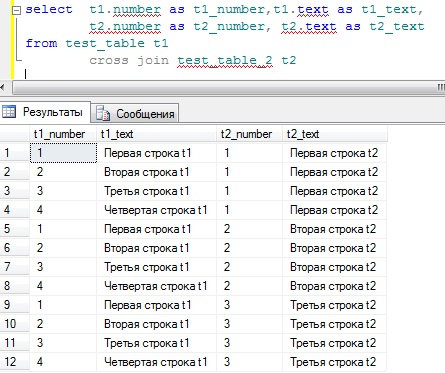 select t1.number as t1_number,t1.text as t1_text,
t2.number as t2_number, t2.text as t2_text
from test_table t1
cross join test_table_2 t2
Результаты Сообщения
t1_number t1_text t2_number t2_text
1 1 Первая строка t1 1 Первая строка t2
2 2 Вторая строка t1 1 Первая строка t2
3 3 Третья строка t1 1 Первая строка t2
4 4 Четвертая строка t1 1 Первая строка t2
5 1 Первая строка t1 2 Вторая строка t2
6 2 Вторая строка t1 2 Вторая строка t2
7 3 Третья строка t1 2 Вторая строка t2
8 4 Четвертая строка t1 2 Вторая строка t2
9 1 Первая строка t1 3 Третья строка t2
10 2 Вторая строка t1 3 Третья строка t2
11 3 Третья строка t1 3 Третья строка t2
12 4 Четвертая строка t1 3 Третья строка t2